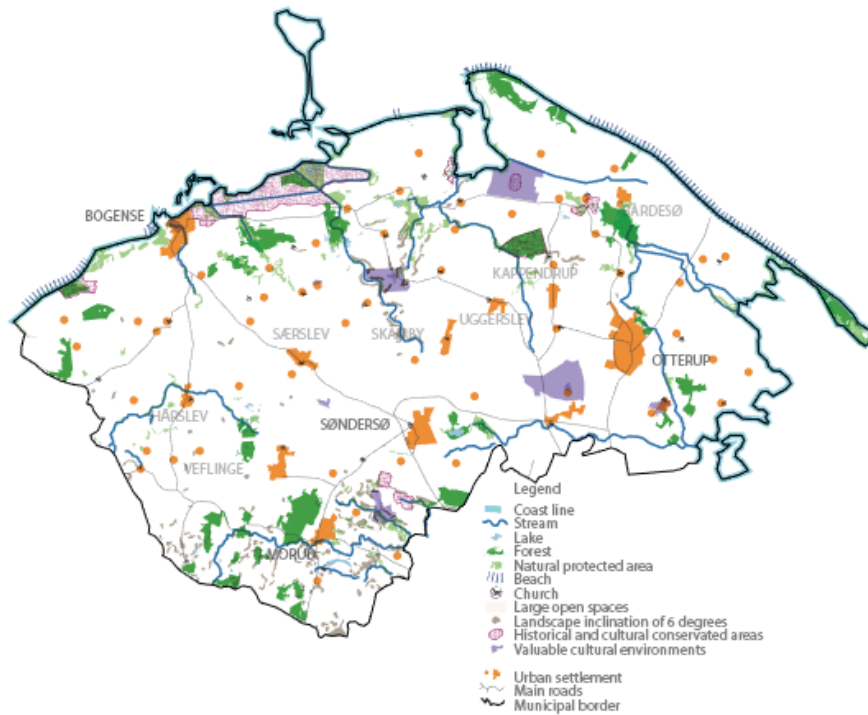 BOGENSE
BARDESØ
KAPPENDRUP
UGGERSLEV
SÆRSLEV
SKAMBY
OTTERUP
HÅRSLEV
SØNDERSØ
VEFLINGE
MORUD
Legend
Coast line
Stream
Lake
Forest
Natural protected area
Beach
Church
Large open spaces
Landscape inclination of 6 degrees
Historical and cultural conservated areas
Valuable cultural environments
Urban settlement
Main roads
Municipal border